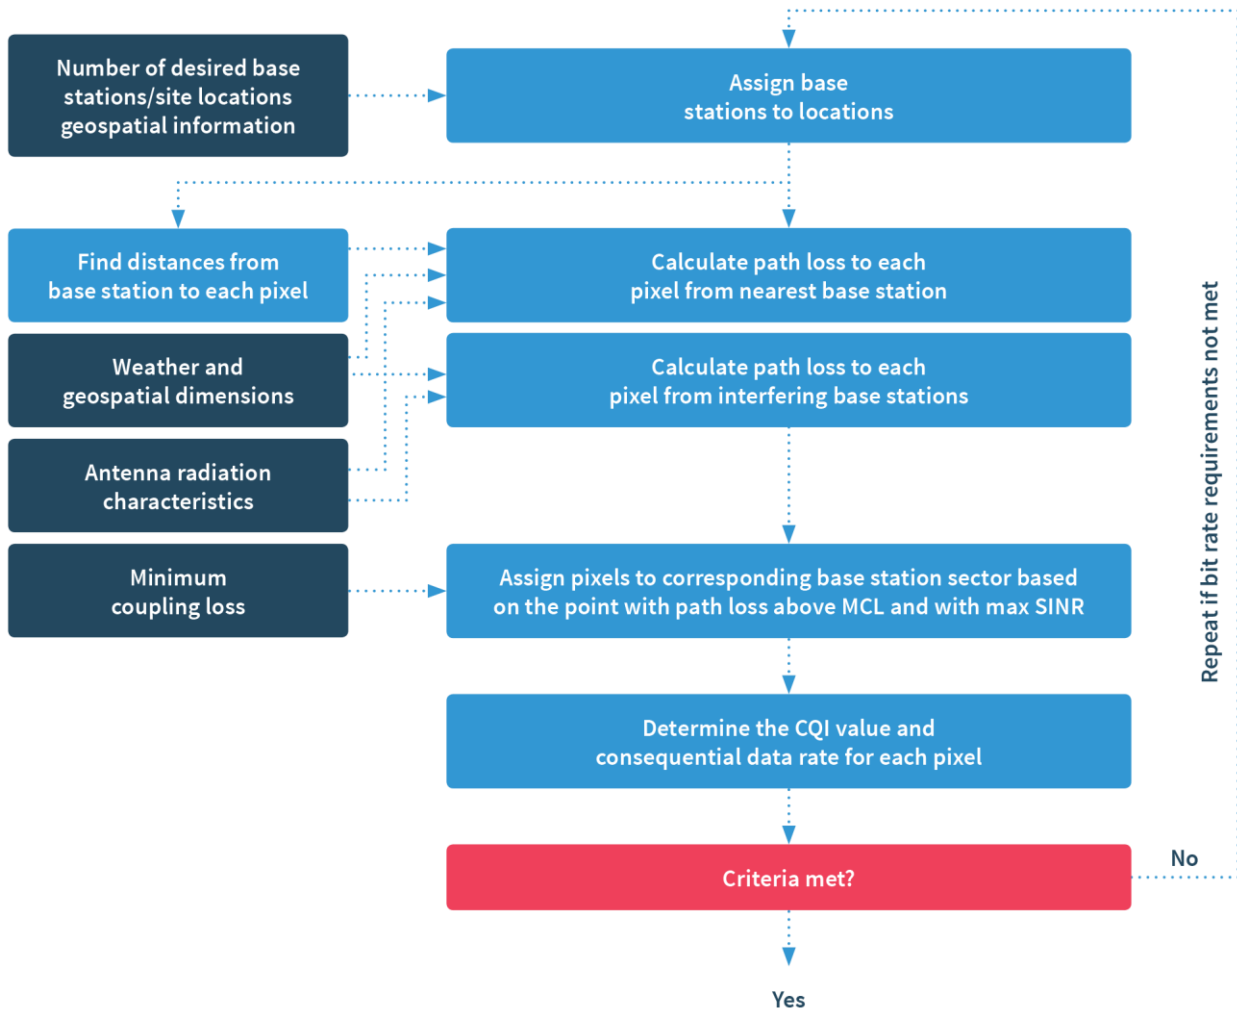 Number of desired base
stations/site locations
geospatial information
Assign base
stations to locations
Find distances from
base station to each pixel
Calculate path loss to each
pixel from nearest base station
Weather and
geospatial dimensions
Calculate path loss to each
pixel from interfering base stations
Antenna radiation
characteristics
Minimum
coupling loss
Assign pixels to corresponding base station sector based
on the point with path loss above MCL and with max SINR
Determine the CQI value and
consequential data rate for each pixel
Criteria met?
No
Repeat if bit rate requirements not met
Yes